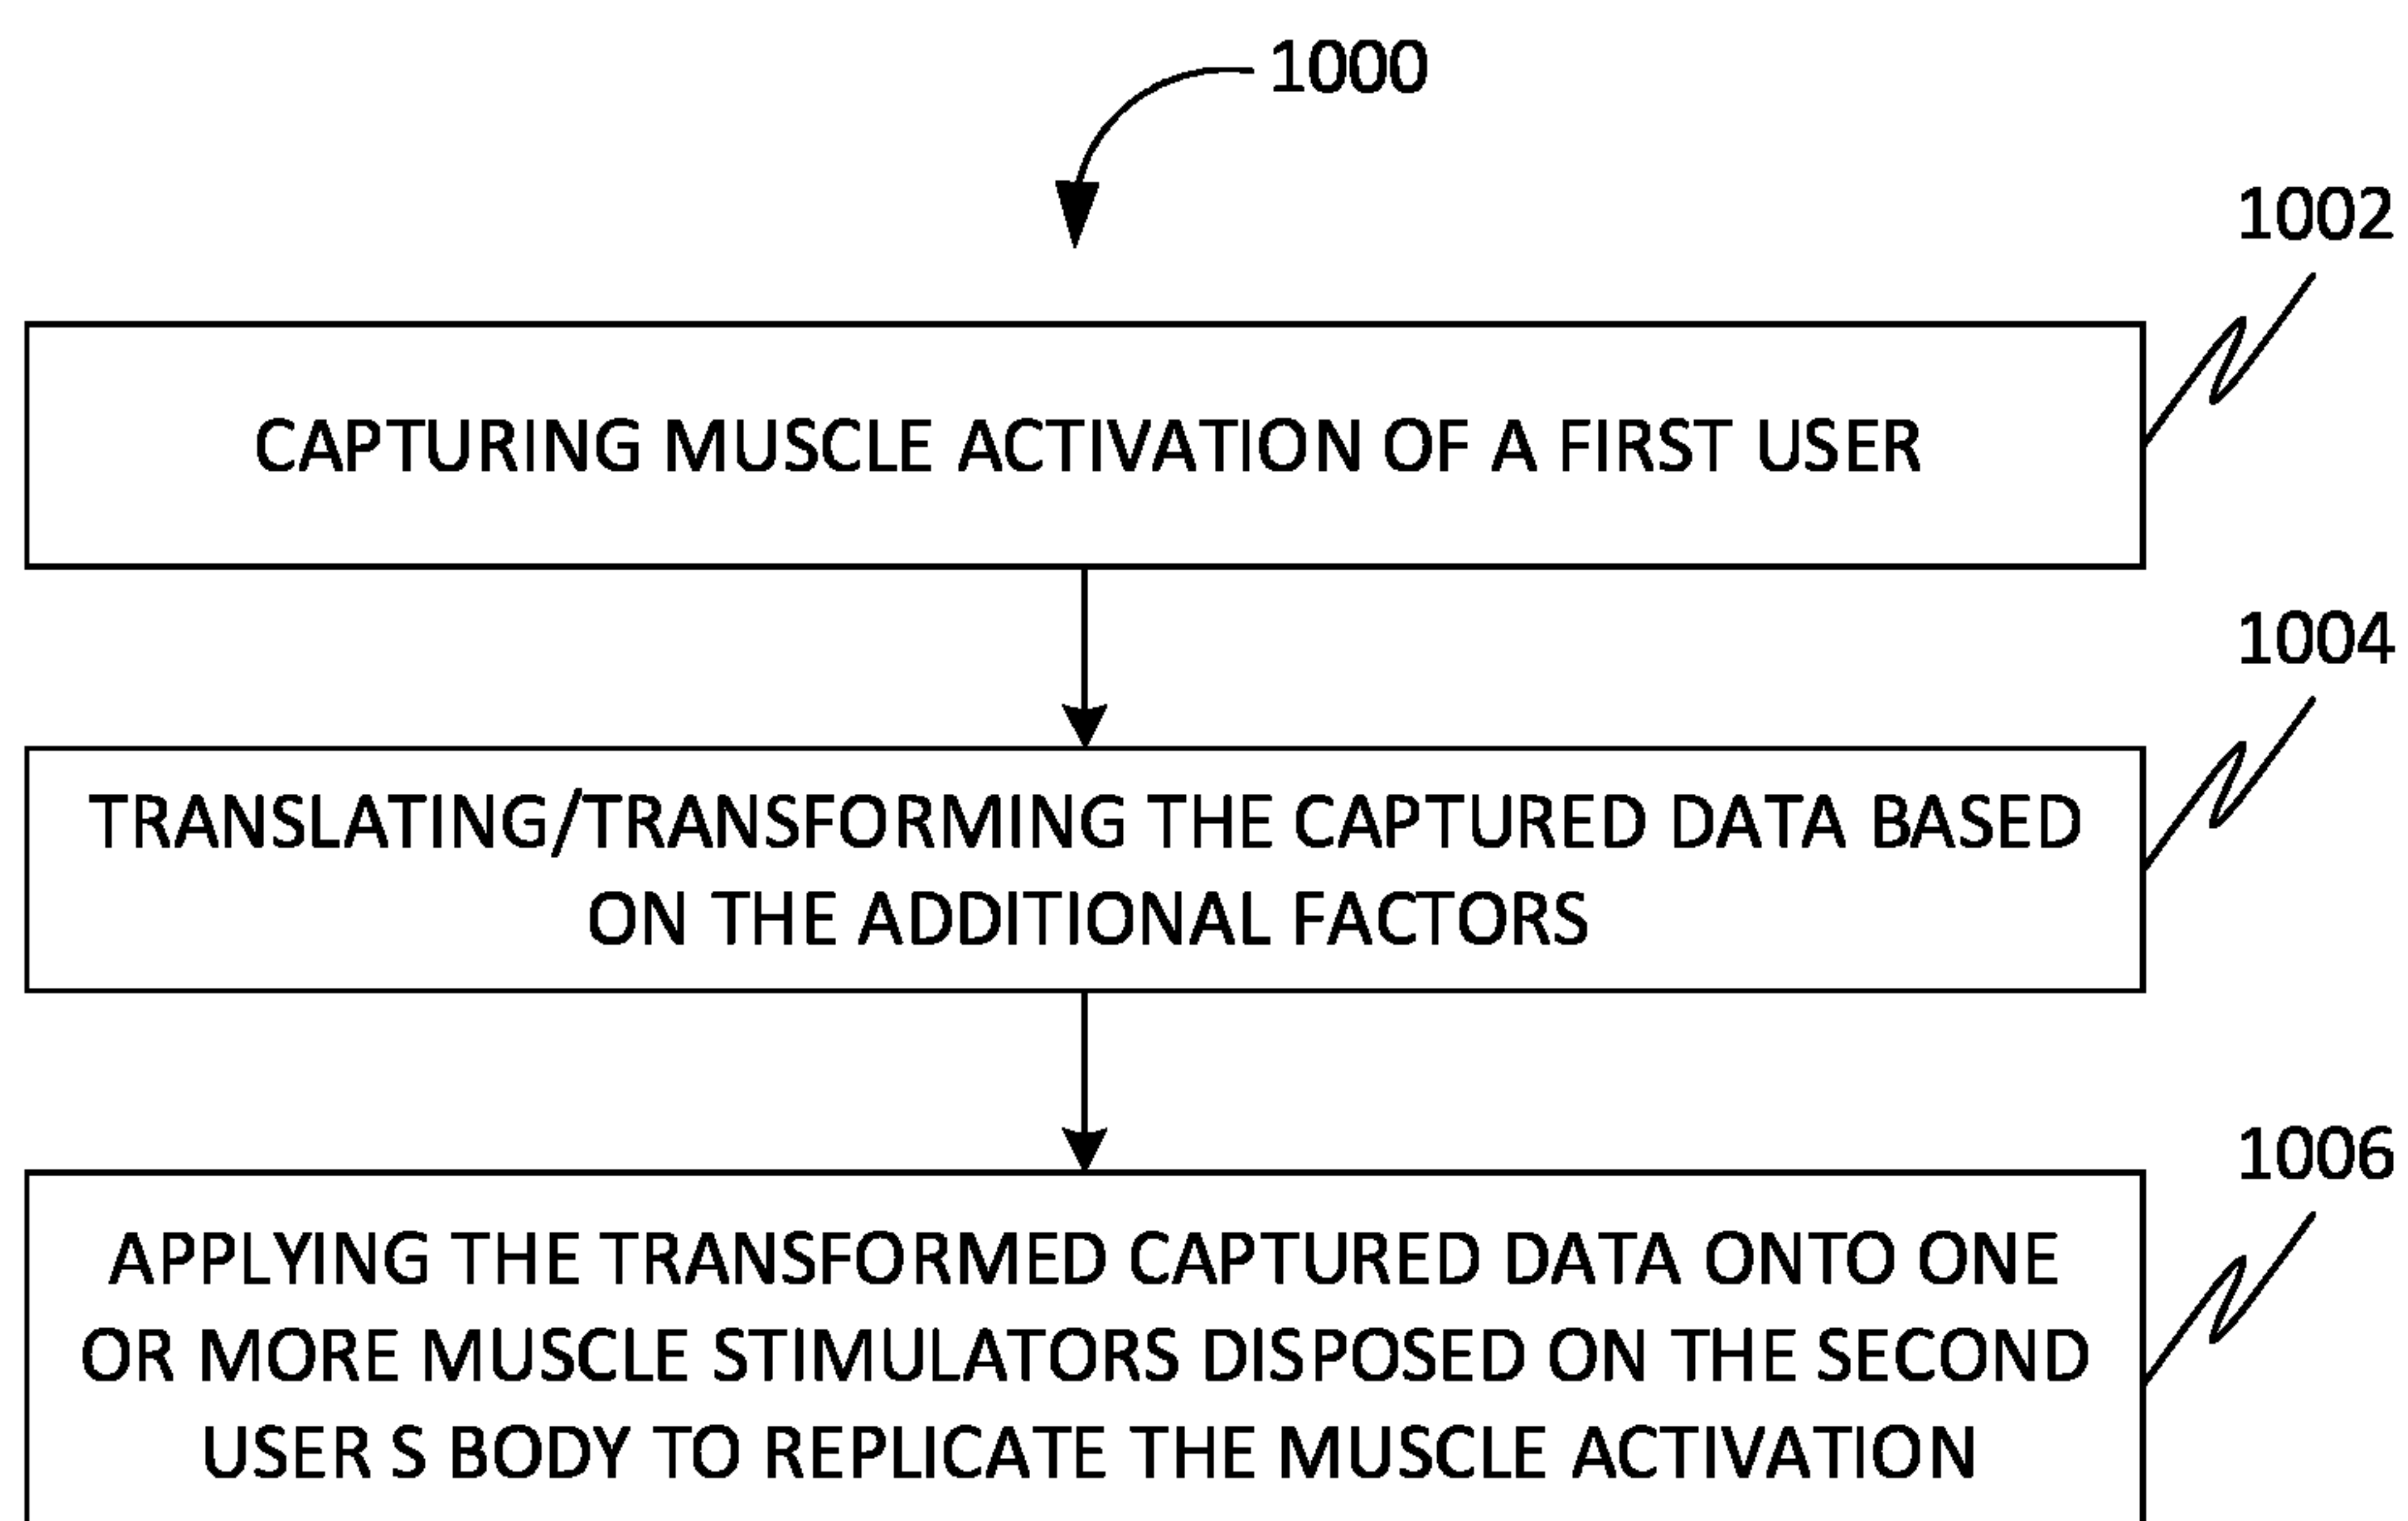 1000
1002
CAPTURING MUSCLE ACTIVATION OF A FIRST USER
1004
TRANSLATING/TRANSFORMING THE CAPTURED DATA BASED
ON THE ADDITIONAL FACTORS
1006
APPLYING THE TRANSFORMED CAPTURED DATA ONTO ONE
OR MORE MUSCLE STIMULATORS DISPOSED ON THE SECOND
USER S BODY TO REPLICATE THE MUSCLE ACTIVATION